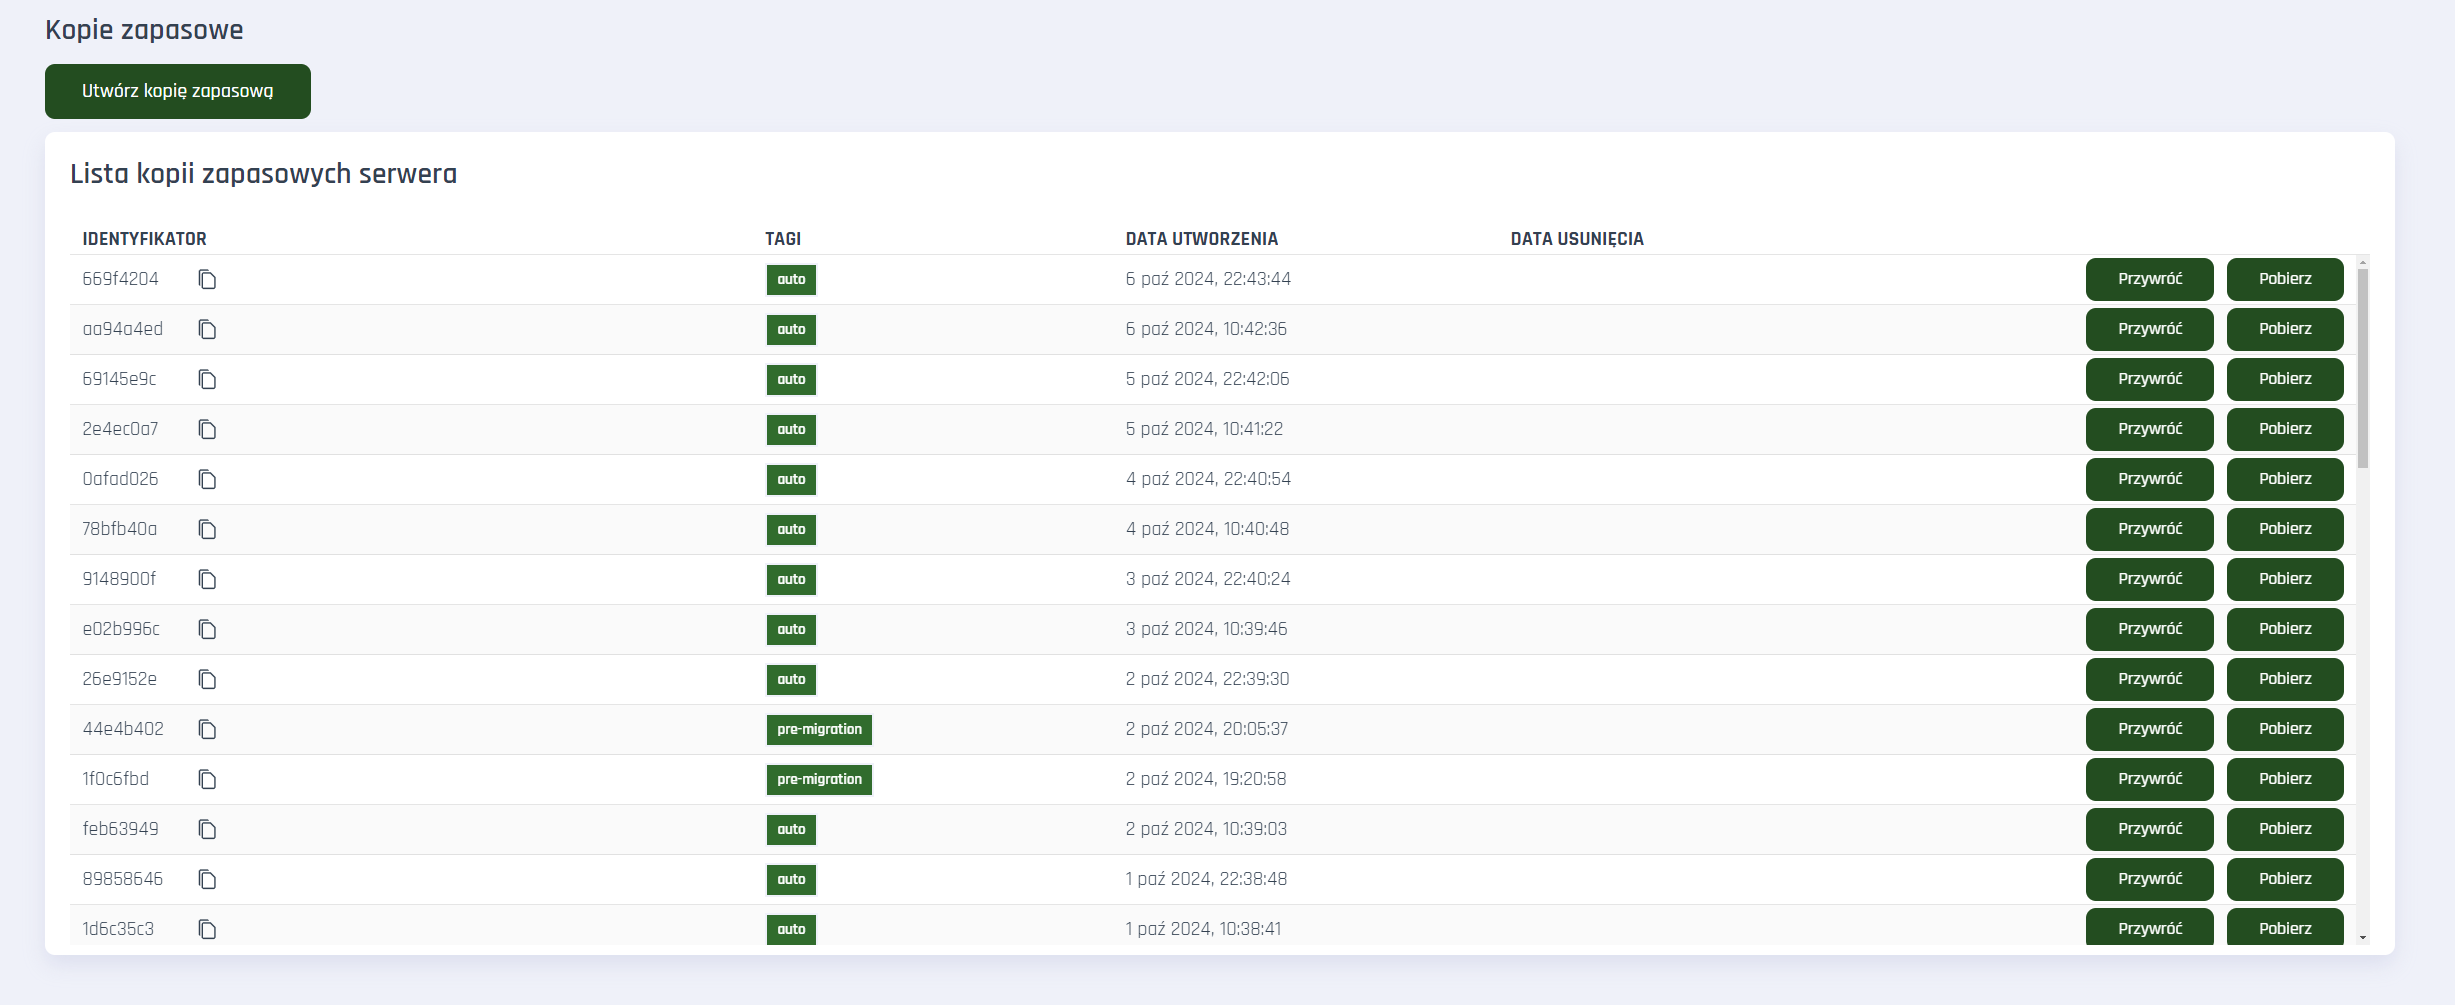 Kopie zapasowe
Utwórz kopię zapasową
Lista kopii zapasowych serwera
IDENTYFIKATOR TAGI DATA UTWORZENIA DATA USUNIĘCIA
669f4204 auto 6 paź 2024, 22:43:44 Przywróć Pobierz
aa94a4ed auto 6 paź 2024, 10:42:36 Przywróć Pobierz
69145e9c auto 5 paź 2024, 22:42:06 Przywróć Pobierz
2e4ec0a7 auto 5 paź 2024, 10:41:22 Przywróć Pobierz
0afad026 auto 4 paź 2024, 22:40:54 Przywróć Pobierz
78bfb40a auto 4 paź 2024, 10:40:48 Przywróć Pobierz
9148900f auto 3 paź 2024, 22:40:24 Przywróć Pobierz
e02b996c auto 3 paź 2024, 10:39:46 Przywróć Pobierz
26e9152e auto 2 paź 2024, 22:39:30 Przywróć Pobierz
44e4b402 pre-migration 2 paź 2024, 20:05:37 Przywróć Pobierz
1f0c6fbd pre-migration 2 paź 2024, 19:20:58 Przywróć Pobierz
feb63949 auto 2 paź 2024, 10:39:03 Przywróć Pobierz
89858646 auto 1 paź 2024, 22:38:48 Przywróć Pobierz
1d6c35c3 auto 1 paź 2024, 10:38:41 Przywróć Pobierz